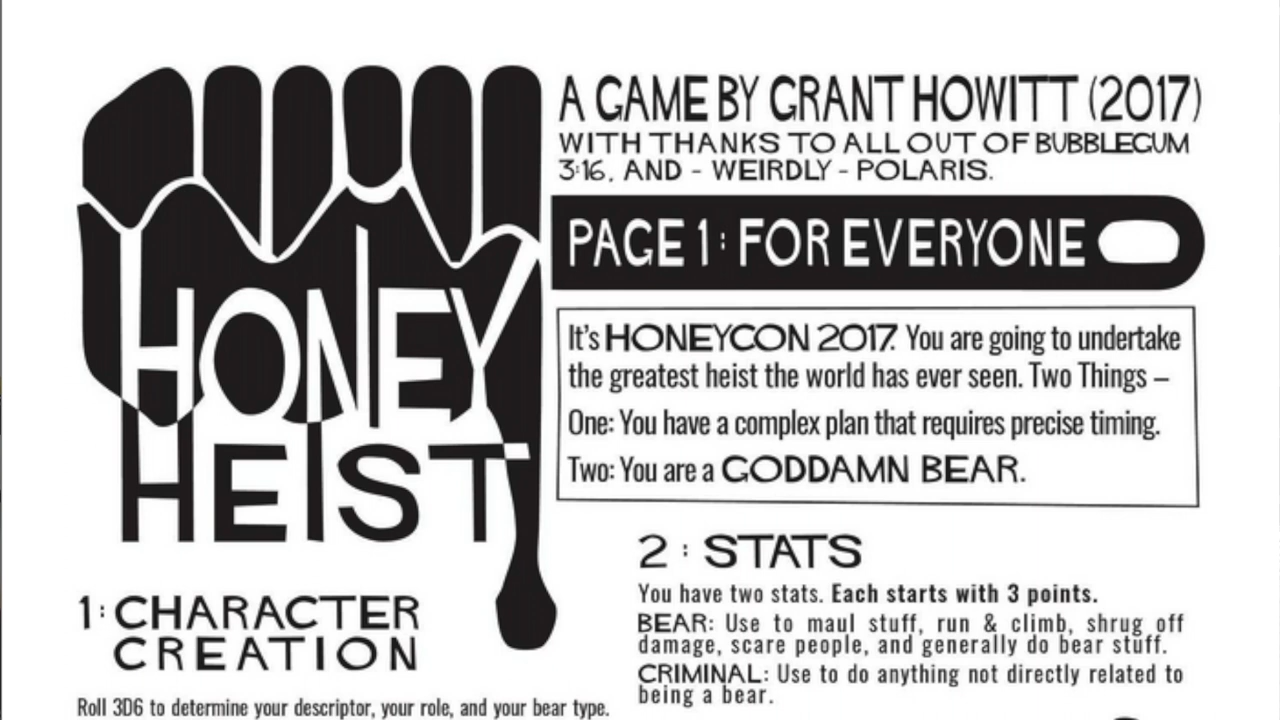 HONEY
HEIST
A GAME BY GRANT HOWITT (2017)
WITH THANKS TO ALL OUT OF BUBBLEGUM
3:16, AND - WEIRDLY - POLARIS.
PAGE 1: FOR EVERYONE
It's HONEYCON 2017. You are going to undertake
the greatest heist the world has ever seen. Two Things –
One: You have a complex plan that requires precise timing.
Two: You are a GODDAMN BEAR.
1: CHARACTER
CREATION
Roll 3D6 to determine your descriptor, your role, and your bear type.
2 : STATS
You have two stats. Each starts with 3 points.
BEAR: Use to maul stuff, run & climb, shrug off
damage, scare people, and generally do bear stuff.
CRIMINAL: Use to do anything not directly related to
being a bear.